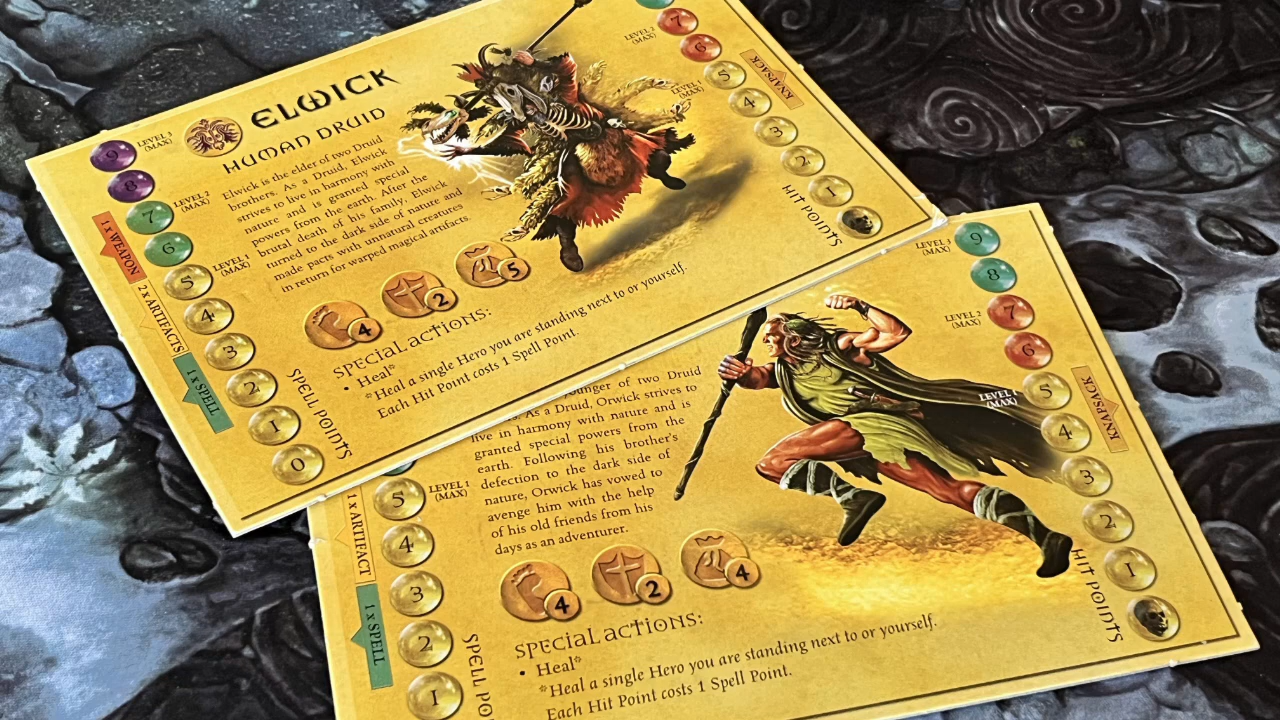 ELWICK
HUMAN DRUID
Elwick is the elder of two Druid
brothers. As a Druid, Elwick
strives to live in harmony with
nature and is granted special
powers from the earth. After the
brutal death of his family, Elwick
turned to the dark side of nature and
made pacts with unnatural creatures
in return for warped magical artifacts.
4
2
5
SPECIAL ACTIONS:
• Heal*
*Heal a single Hero you are standing next to or yourself.
Each Hit Point costs 1 Spell Point.
9
LEVEL 3
(MAX)
8
7
LEVEL 2
(MAX)
6
5
LEVEL 1
(MAX)
4
3
2
1
0
SPELL POINTS
1 x WEAPON
2 x ARTIFACTS
1 x SPELL
7
LEVEL 2
(MAX)
6
5
LEVEL 1
(MAX)
4
3
2
1
HIT POINTS
KNAPSACK
of two Druid
As a Druid, Orwick strives to
live in harmony with nature and is
granted special powers from the
earth. Following his brother's
defection to the dark side of
nature, Orwick has vowed to
avenge him with the help
of his old friends from his
days as an adventurer.
4
2
4
SPECIAL ACTIONS:
• Heal*
*Heal a single Hero you are standing next to or yourself.
Each Hit Point costs 1 Spell Point.
5
LEVEL 1
(MAX)
4
3
2
1
SPELL PO
1 x ARTIFACT
1 x SPELL
9
LEVEL 3
(MAX)
8
7
LEVEL 2
(MAX)
6
5
LEVEL 1
(MAX)
4
3
2
1
HIT POINTS
KNAPSACK